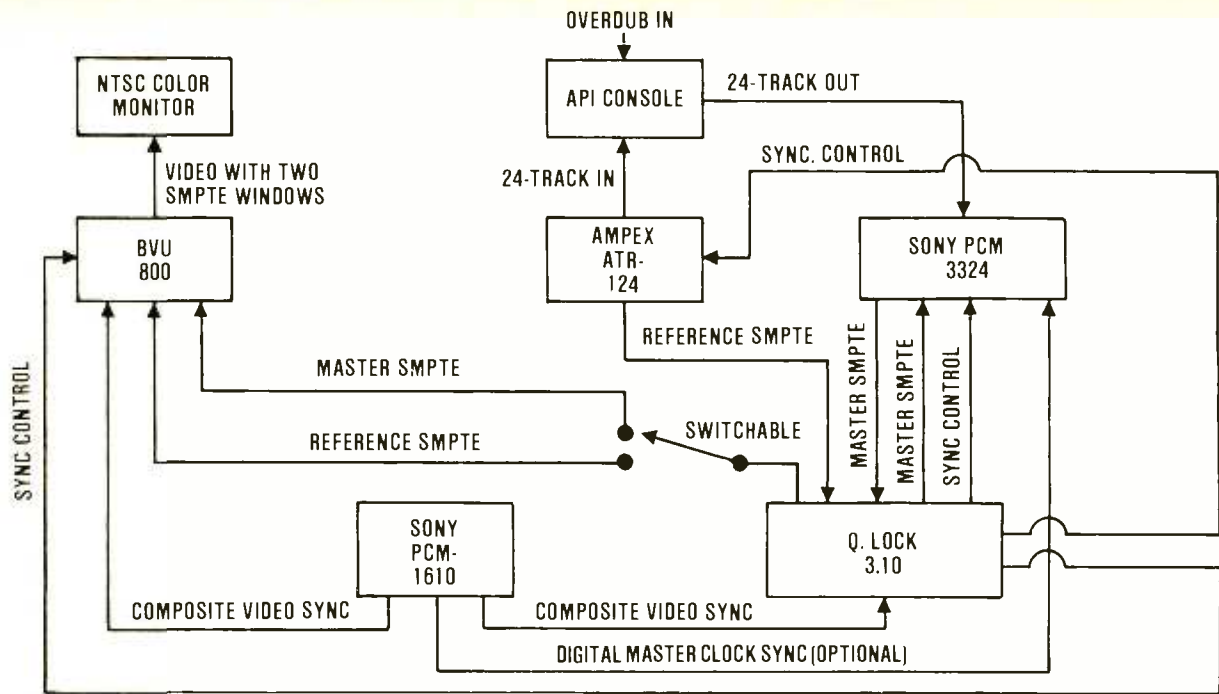 OVERDUB IN
NTSC COLOR
MONITOR
API CONSOLE
24-TRACK OUT
VIDEO WITH TWO
SMPTE WINDOWS
24-TRACK IN
SYNC. CONTROL
BVU
800
AMPEX
ATR-
124
SONY PCM
3324
REFERENCE SMPTE
MASTER SMPTE
MASTER SMPTE
SYNC CONTROL
MASTER SMPTE
SYNC CONTROL
REFERENCE SMPTE
SWITCHABLE
SONY
PCM-
1610
Q. LOCK
3.10
COMPOSITE VIDEO SYNC
COMPOSITE VIDEO SYNC
DIGITAL MASTER CLOCK SYNC (OPTIONAL)